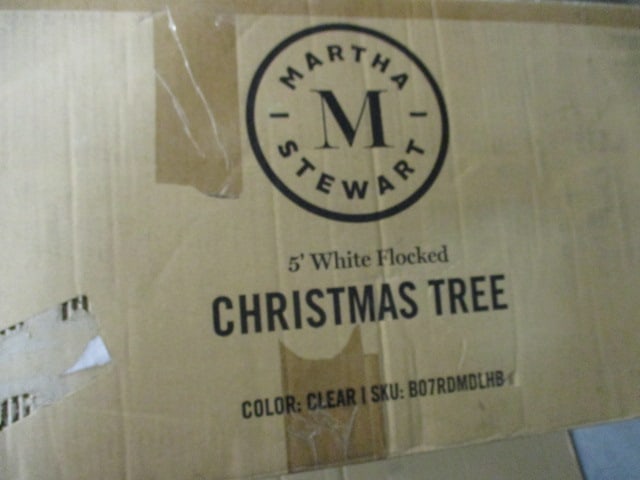 MARTHA
M
STEWART
5' White Flocked
CHRISTMAS TREE
COLOR: CLEAR | SKU: B07RDMDLHB